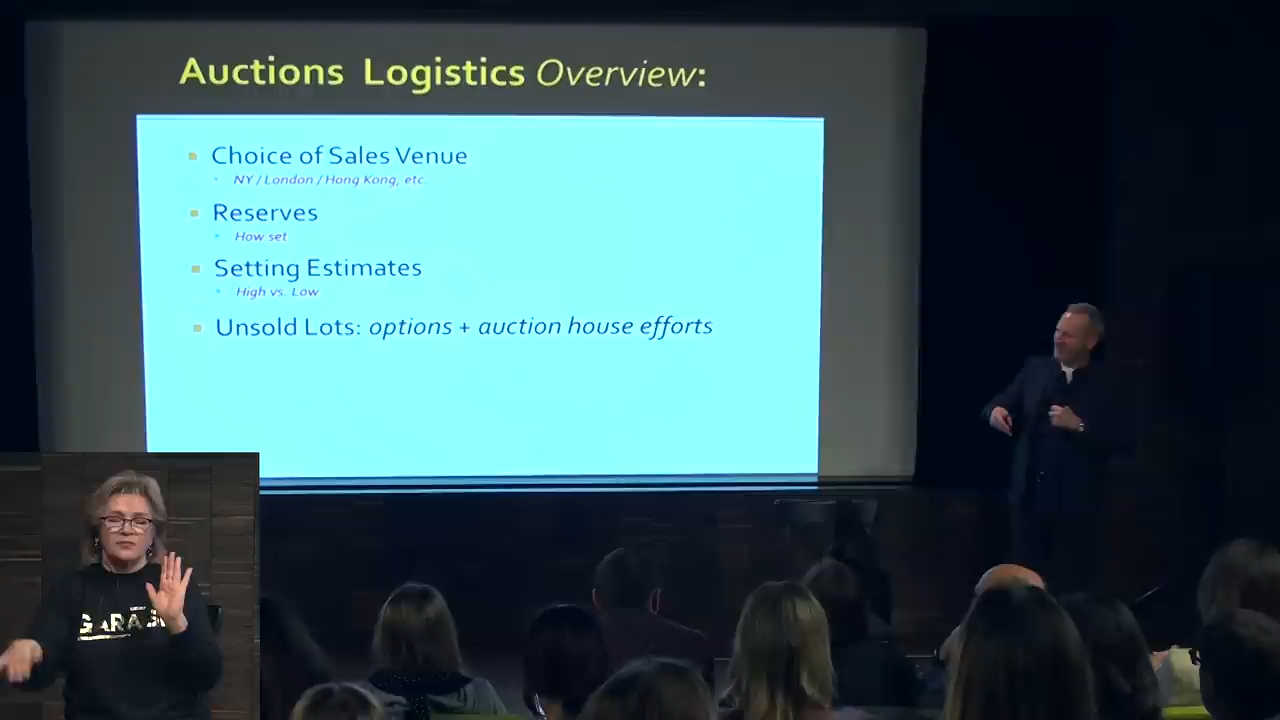 Auctions Logistics Overview:
Choice of Sales Venue
NY / London / Hong Kong, etc.
Reserves
How set
Setting Estimates
High vs. Low
Unsold Lots: options + auction house efforts
GARAGE